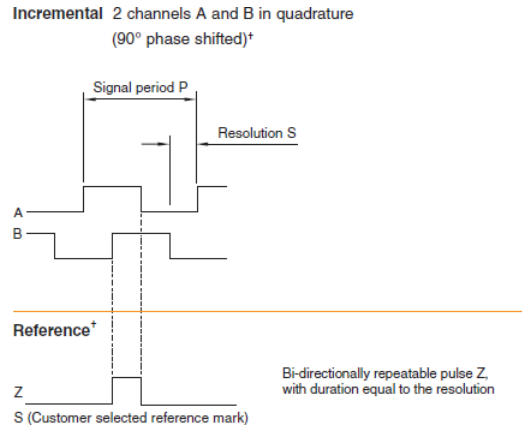 Incremental 2 channels A and B in quadrature
(90° phase shifted)†
Signal period P
Resolution S
A
B
Reference†
Bi-directionally repeatable pulse Z,
with duration equal to the resolution
Z
S (Customer selected reference mark)